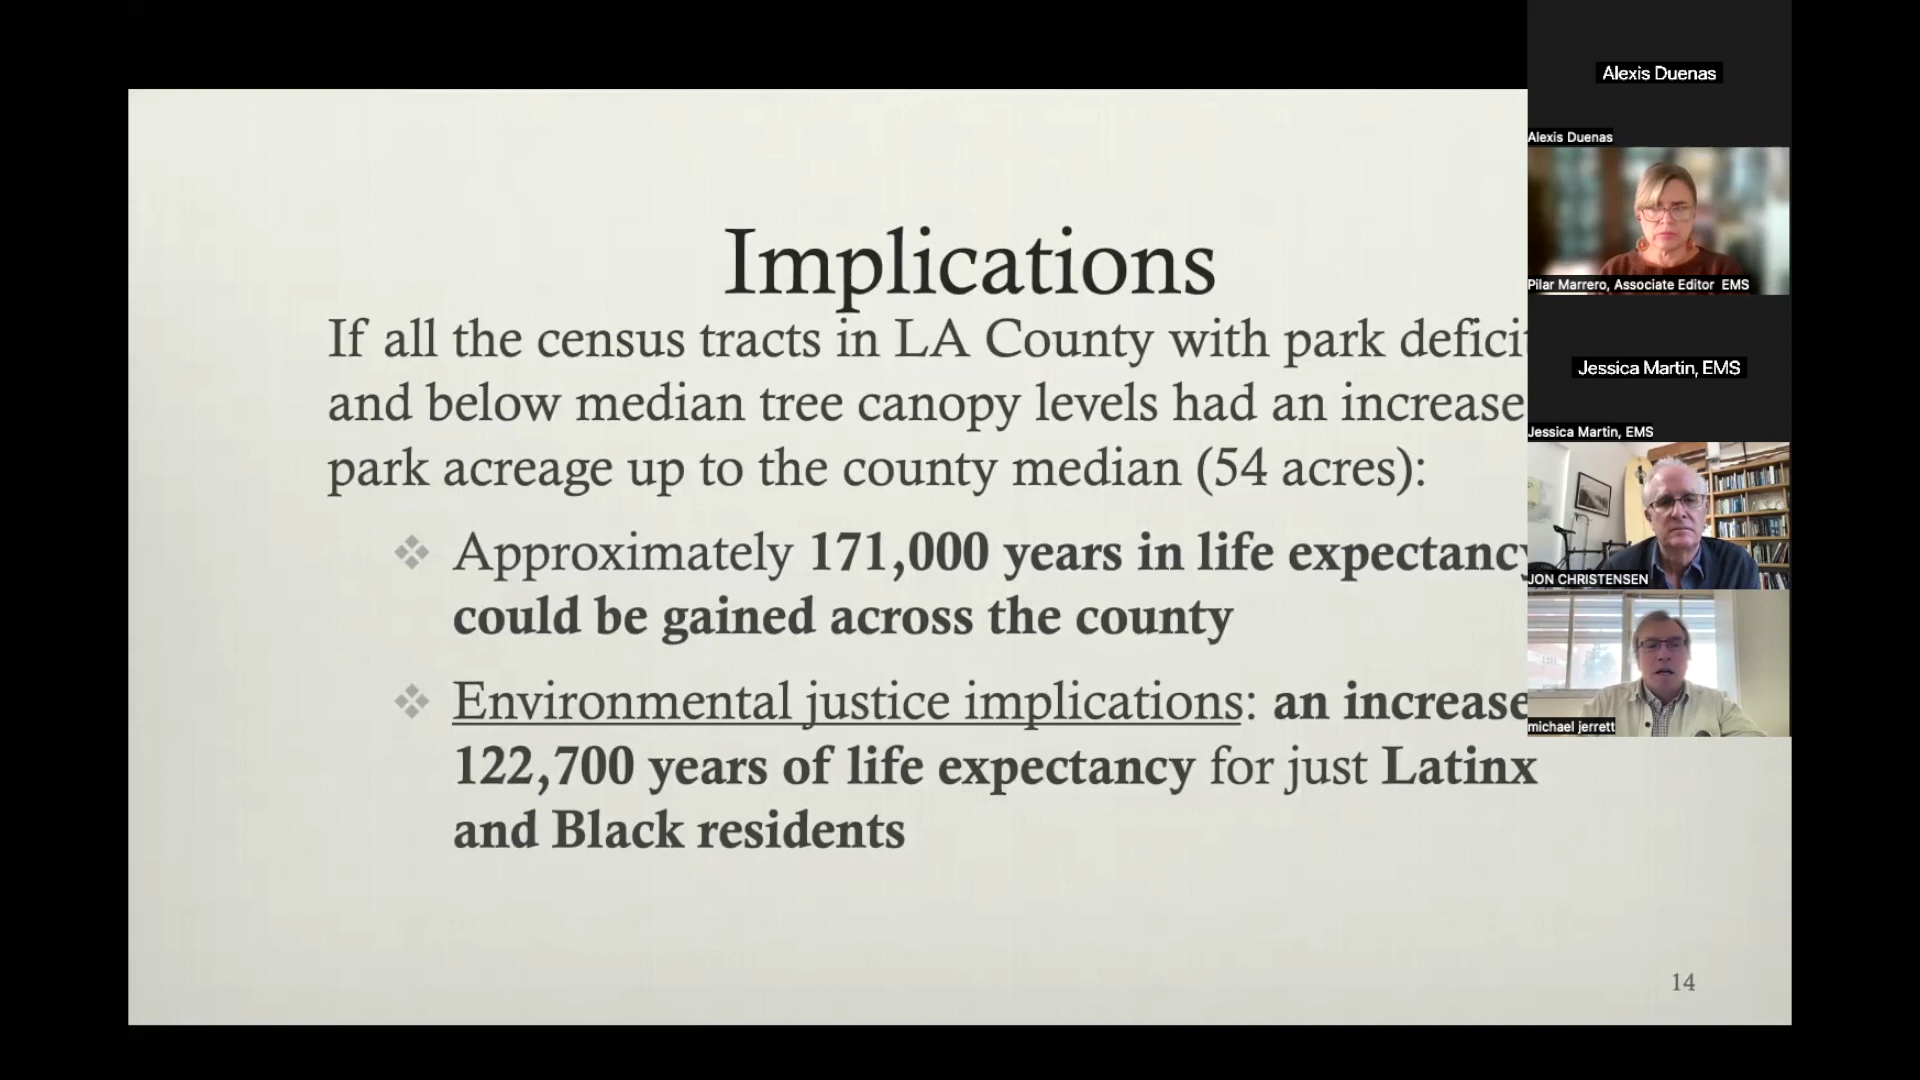 Implications
If all the census tracts in LA County with park
and below median tree canopy levels had an increase
park acreage up to the county median (54 acres):
Approximately 171,000 years in life
could be gained across the county
Environmental justice implications: an increase
122,700 years of life expectancy for just Latinx
and Black residents
14
Alexis Duenas
Alexis Duenas
Pilar Marrero, Associate Editor EMS
Jessica Martin, EMS
Jessica Martin, EMS
JON CHRISTENSEN
michael jerrett